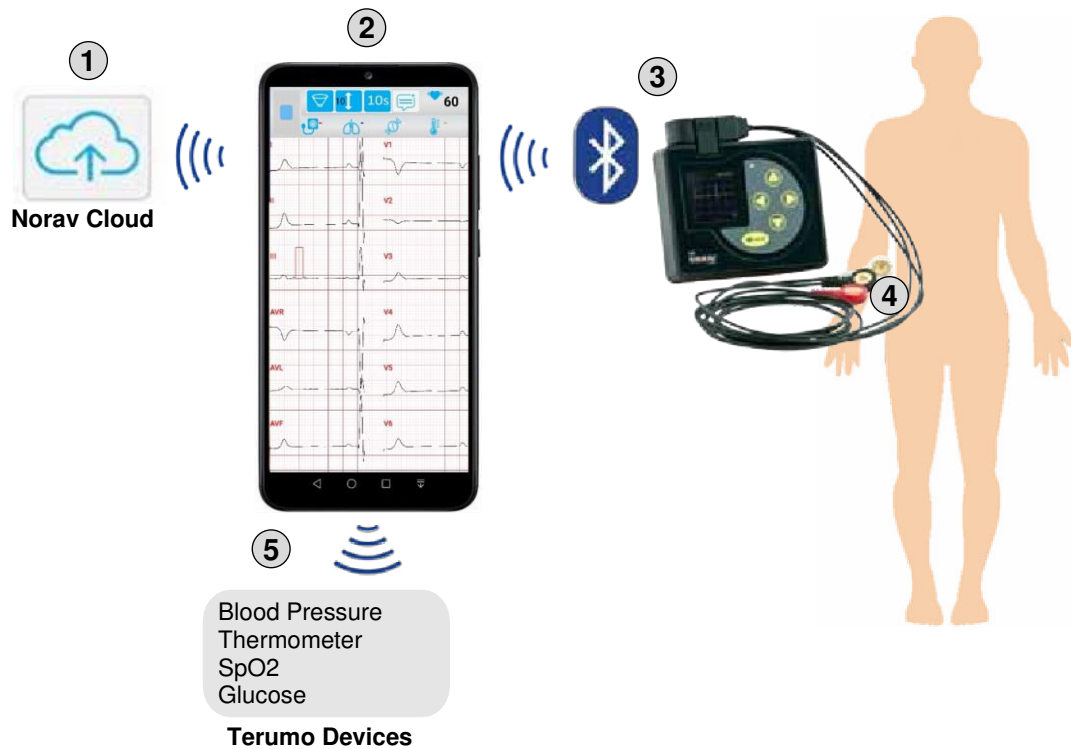 1
2
3
Norav Cloud
10
10s
60
I
V1
II
V2
III
V3
AVR
V4
AVL
V5
AVF
V6
4
5
Blood Pressure
Thermometer
SpO2
Glucose
Terumo Devices